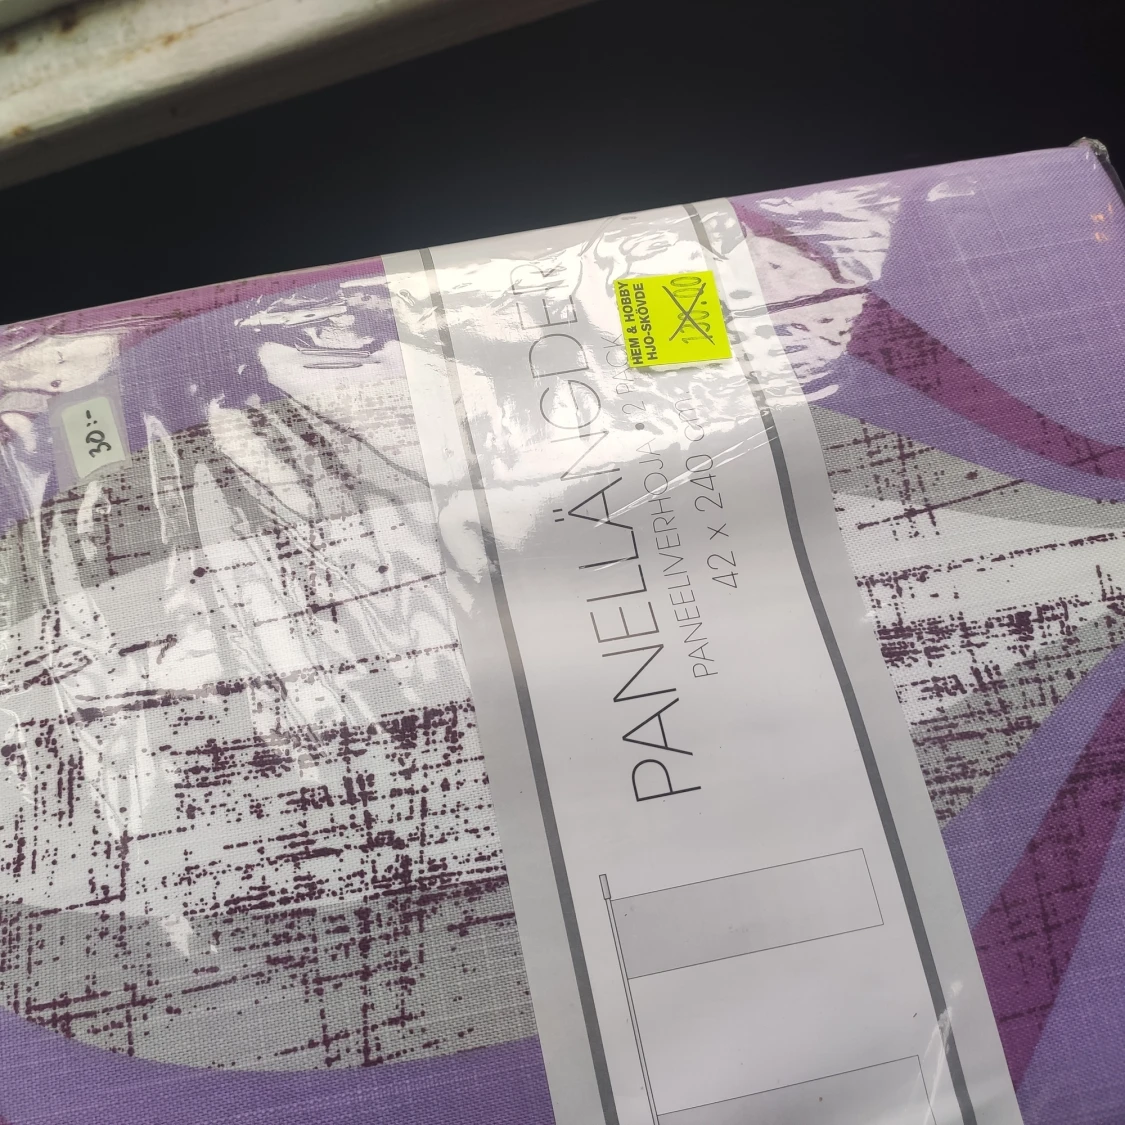 PANELLÄNGDER
PANEELIVERHOJA • 2 PACK
42 x 240 cm
HEM & HOBBY
HJO-SKÖVDE
30:-